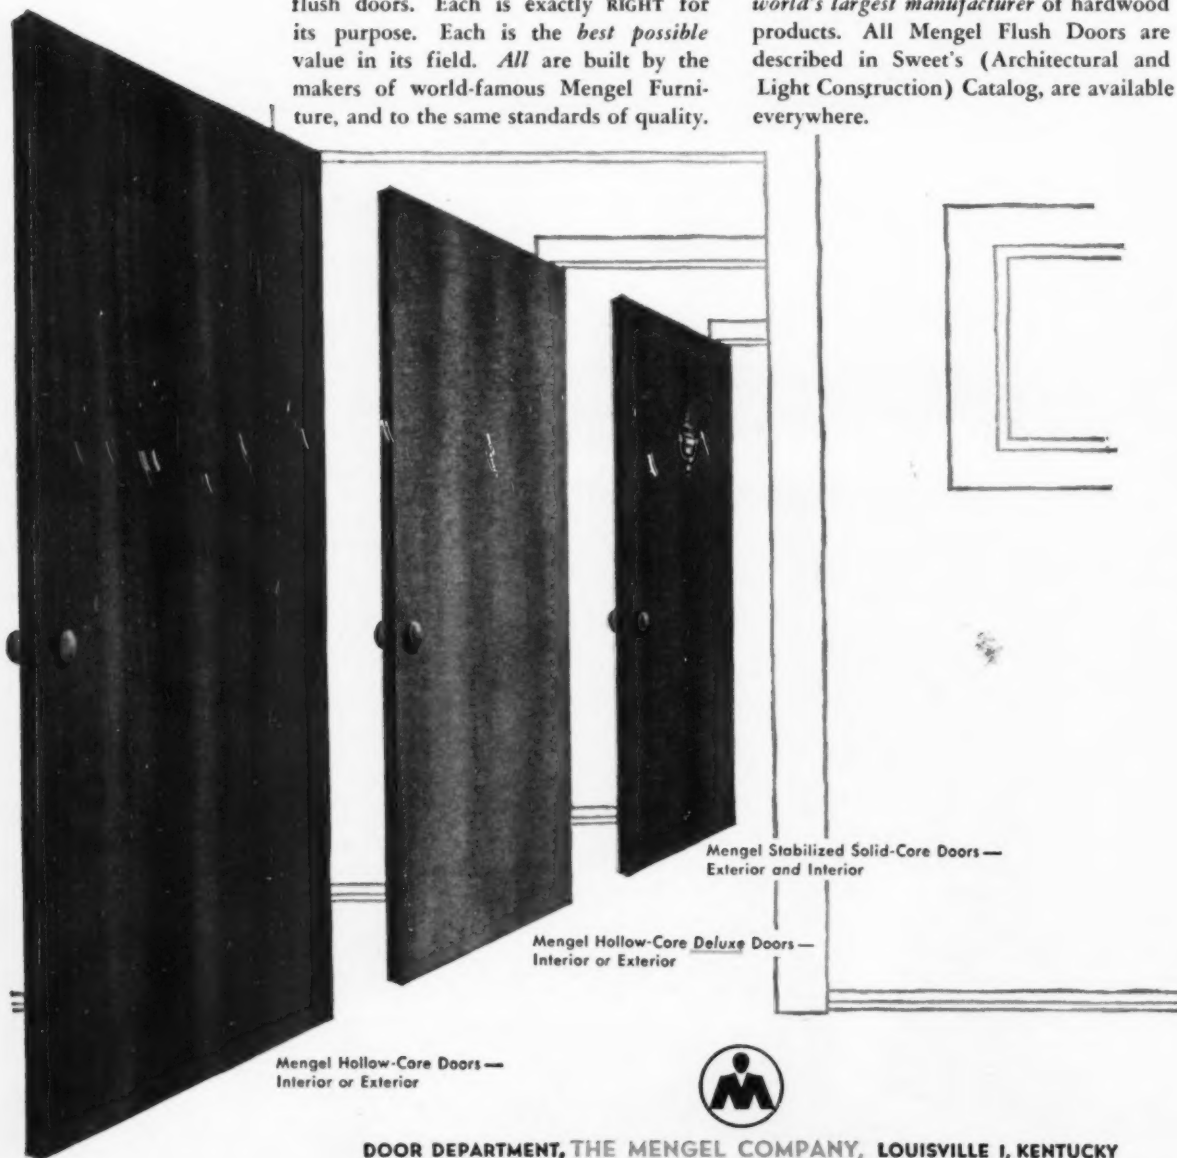 flush doors. Each is exactly RIGHT for
its purpose. Each is the best possible
value in its field. All are built by the
makers of world-famous Mengel Furni-
ture, and to the same standards of quality.
world's largest manufacturer of hardwood
products. All Mengel Flush Doors are
described in Sweet's (Architectural and
Light Construction) Catalog, are available
everywhere.
Mengel Stabilized Solid-Core Doors—
Exterior and Interior
Mengel Hollow-Core Deluxe Doors—
Interior or Exterior
Mengel Hollow-Core Doors—
Interior or Exterior
DOOR DEPARTMENT, THE MENGEL COMPANY, LOUISVILLE 1, KENTUCKY